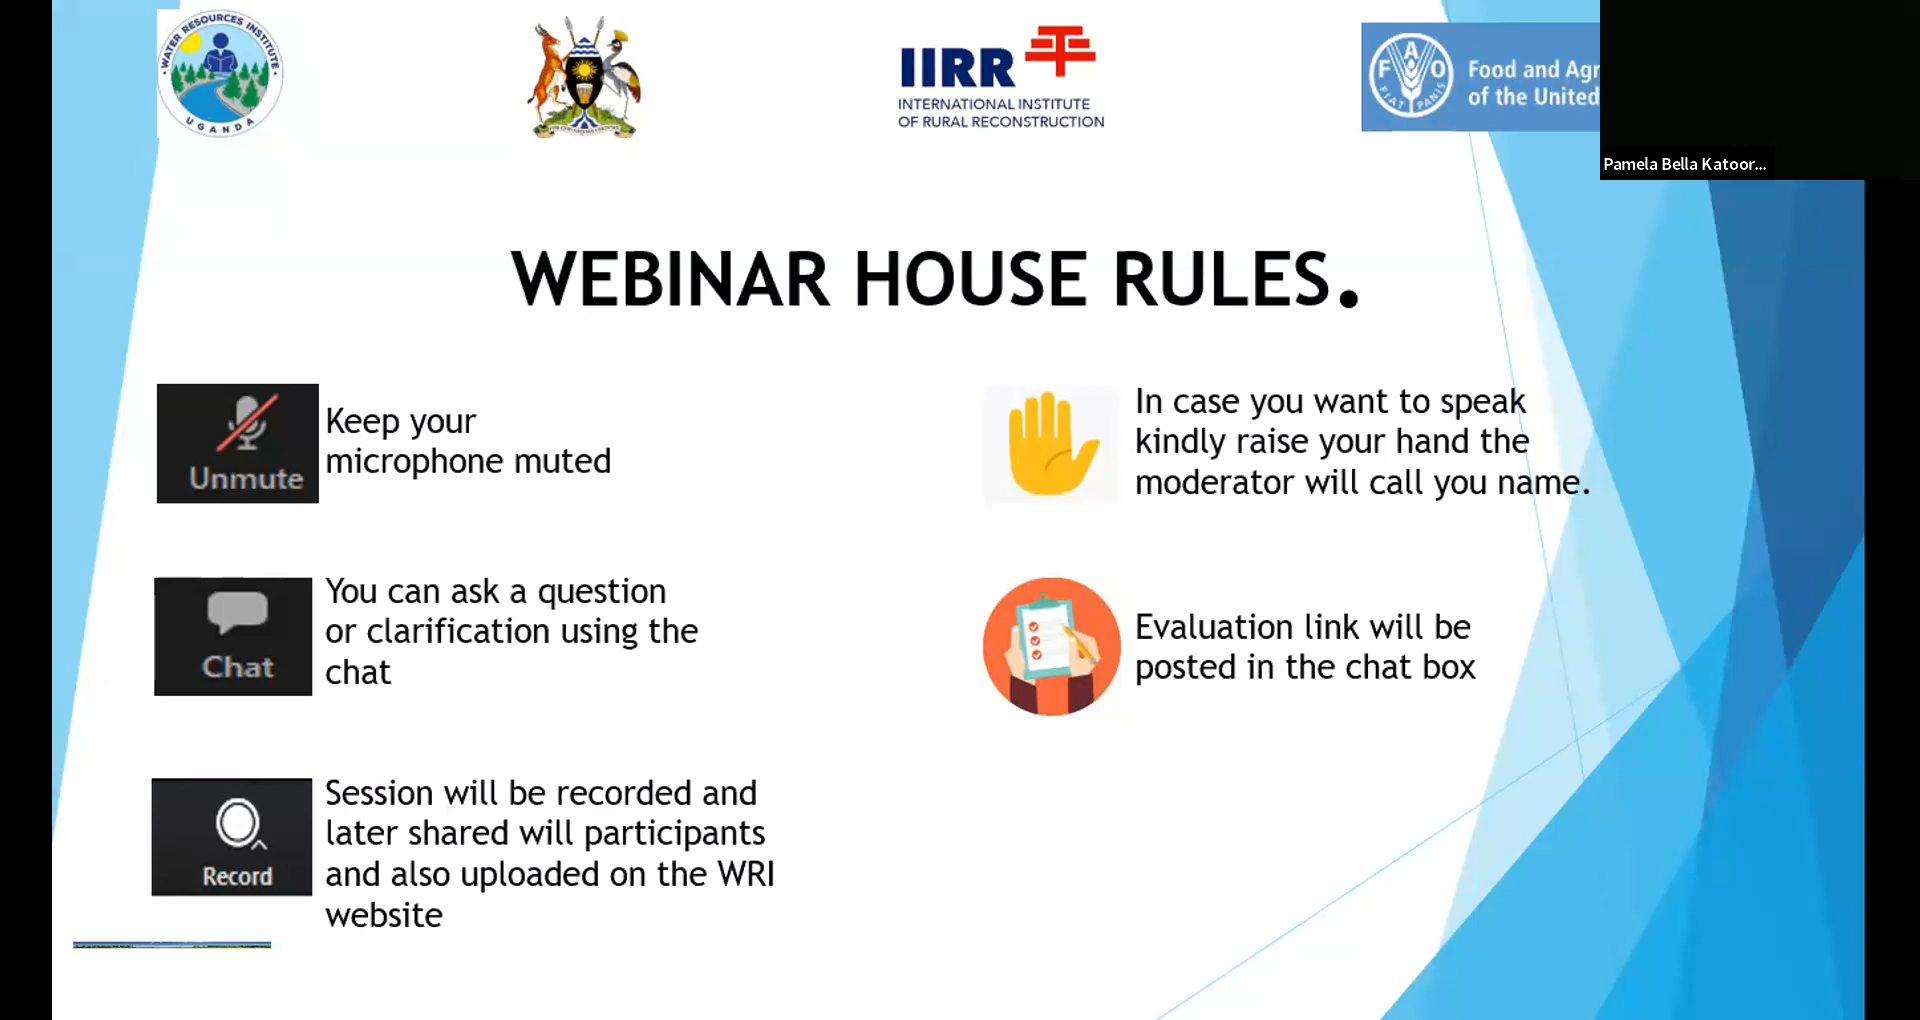 WATER RESOURCES INSTITUTE
UGANDA
IIRR
INTERNATIONAL INSTITUTE
OF RURAL RECONSTRUCTION
FAO
FIAT PANIS
Food and Agr
of the United
Pamela Bella Katoor...
WEBINAR HOUSE RULES.
Unmute
Keep your
microphone muted
In case you want to speak
kindly raise your hand the
moderator will call you name.
Chat
You can ask a question
or clarification using the
chat
Evaluation link will be
posted in the chat box
Record
Session will be recorded and
later shared will participants
and also uploaded on the WRI
website